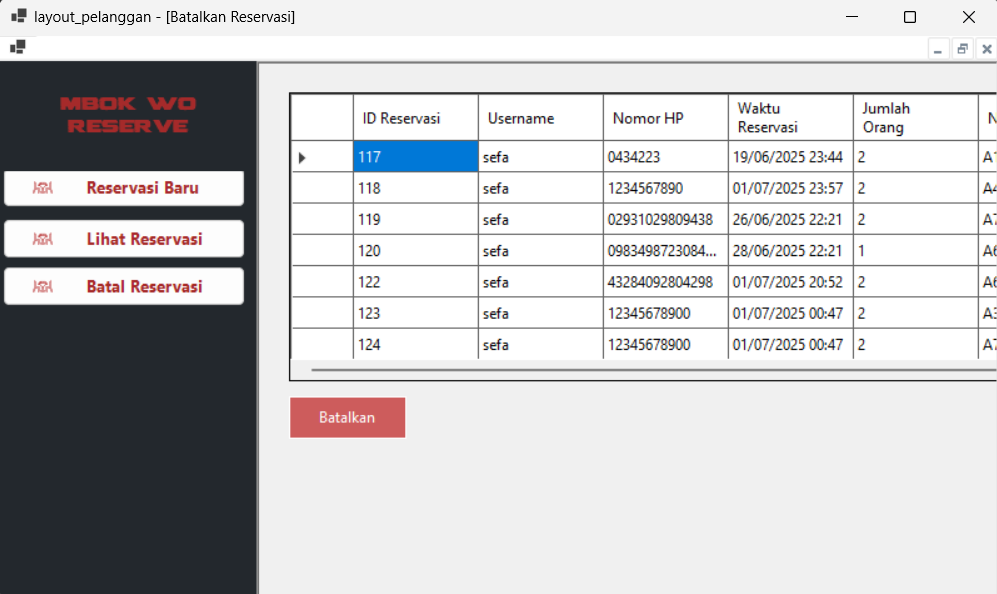 layout_pelanggan - [Batalkan Reservasi]
MBOK WO
RESERVE
Reservasi Baru
Lihat Reservasi
Batal Reservasi
ID Reservasi Username Nomor HP Waktu Reservasi Jumlah Orang N
117 sefa 0434223 19/06/2025 23:44 2 A1
118 sefa 1234567890 01/07/2025 23:57 2 A4
119 sefa 02931029809438 26/06/2025 22:21 2 A7
120 sefa 0983498723084... 28/06/2025 22:21 1 A6
122 sefa 43284092804298 01/07/2025 20:52 2 A6
123 sefa 12345678900 01/07/2025 00:47 2 A3
124 sefa 12345678900 01/07/2025 00:47 2 A7
Batalkan